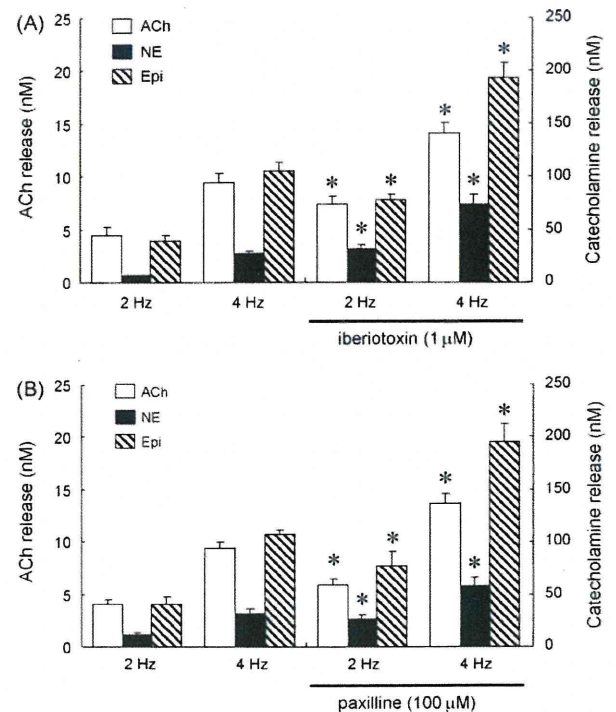 (A)
25
20
15
10
5
0
ACh release (nM)
ACh
NE
Epi
250
200
150
100
50
0
Catecholamine release (nM)
* * * * * *
2 Hz 4 Hz 2 Hz 4 Hz
iberiotoxin (1 μM)
(B)
25
20
15
10
5
0
ACh release (nM)
ACh
NE
Epi
250
200
150
100
50
0
Catecholamine release (nM)
* * * * * *
2 Hz 4 Hz 2 Hz 4 Hz
paxilline (100 μM)